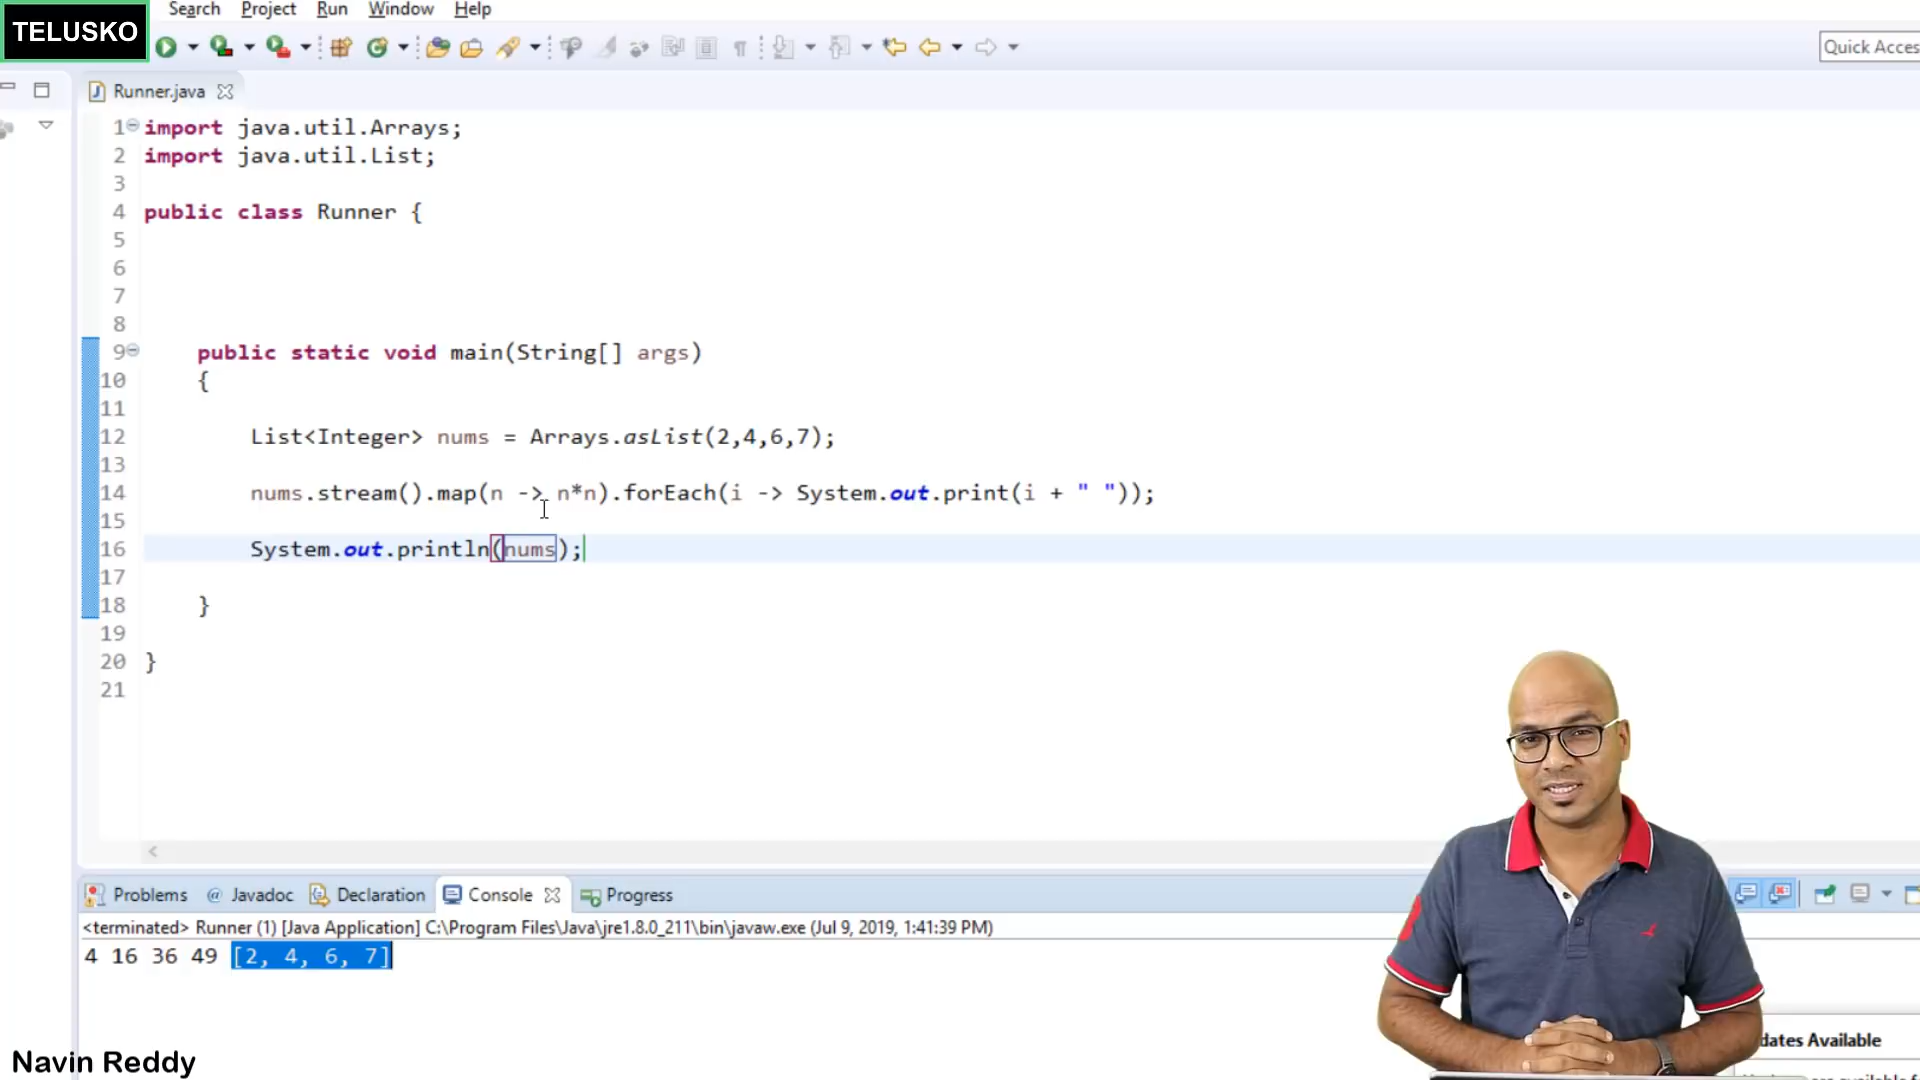 Search Project Run Window Help
TELUSKO
Quick Acces
Runner.java
1 import java.util.Arrays;
2 import java.util.List;
3
4 public class Runner {
5
6
7
8
9 public static void main(String[] args)
10 {
11
12 List<Integer> nums = Arrays.asList(2,4,6,7);
13
14 nums.stream().map(n -> n*n).forEach(i -> System.out.print(i + " "));
15
16 System.out.println(nums);
17
18 }
19
20 }
21
Problems @ Javadoc Declaration Console Progress
<terminated> Runner (1) [Java Application] C:\Program Files\Java\jre1.8.0_211\bin\javaw.exe (Jul 9, 2019, 1:41:39 PM)
4 16 36 49 [2, 4, 6, 7]
dates Available
Navin Reddy